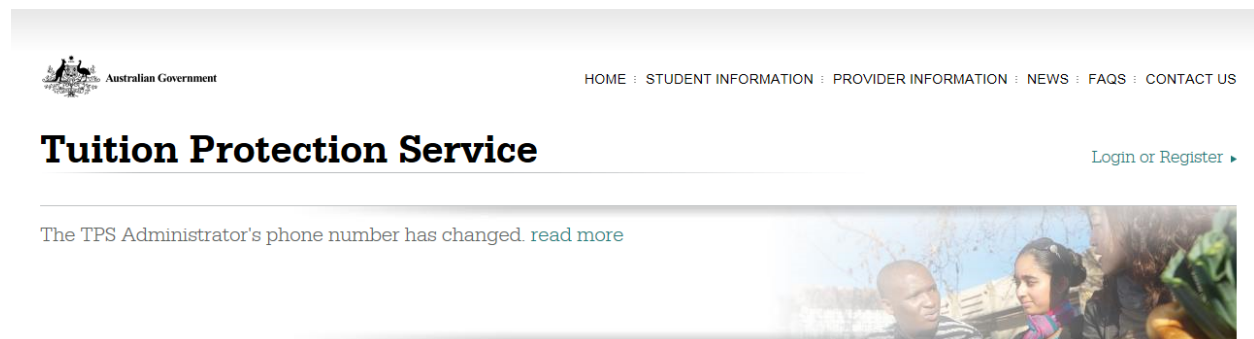 Australian Government
HOME : STUDENT INFORMATION : PROVIDER INFORMATION : NEWS : FAQS : CONTACT US
Tuition Protection Service
Login or Register ▸
The TPS Administrator's phone number has changed. read more